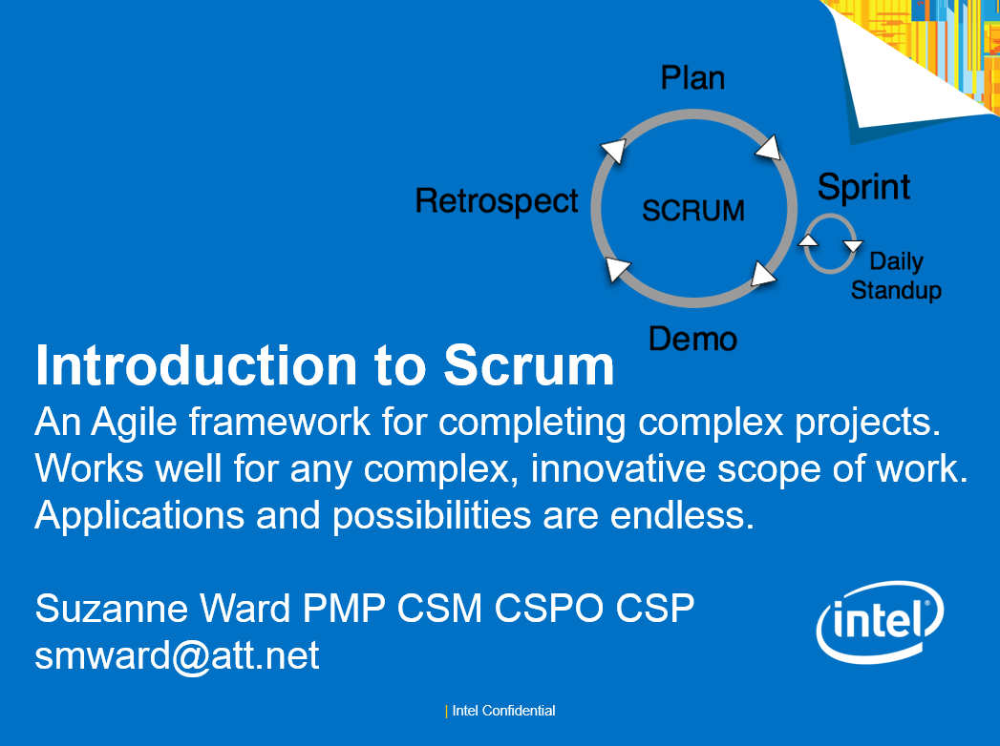 Plan
Retrospect
SCRUM
Sprint
Daily
Standup
Demo
Introduction to Scrum
An Agile framework for completing complex projects.
Works well for any complex, innovative scope of work.
Applications and possibilities are endless.
Suzanne Ward PMP CSM CSPO CSP
smward@att.net
intel®
| Intel Confidential